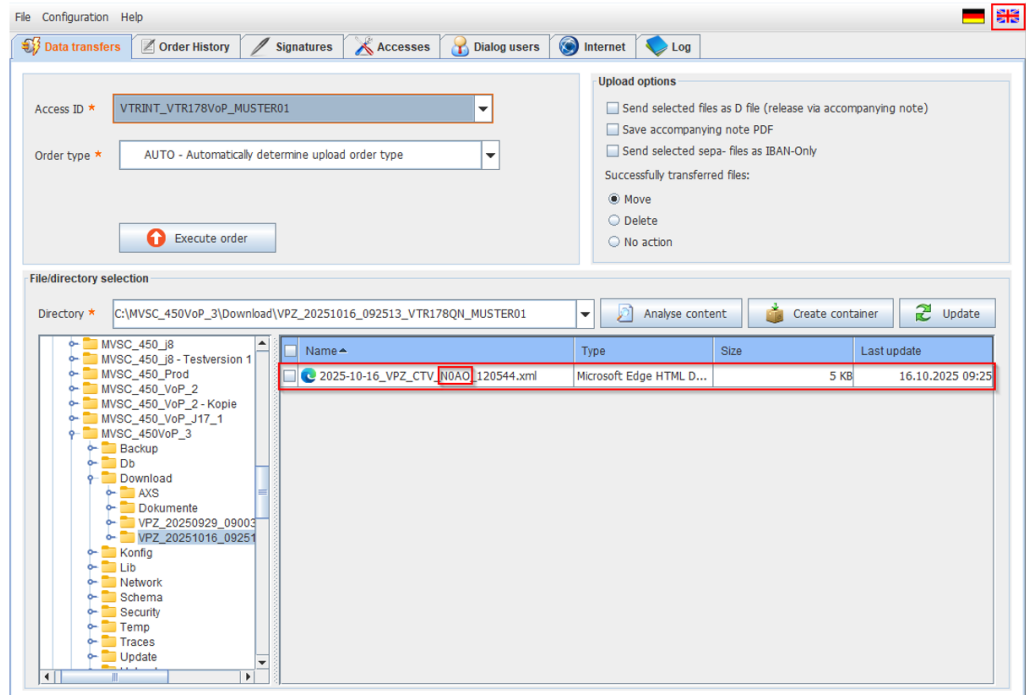 File Configuration Help
Data transfers Order History Signatures Accesses Dialog users Internet Log
Access ID * VTRINT_VTR178VoP_MUSTER01
Order type * AUTO - Automatically determine upload order type
Execute order
Upload options
Send selected files as D file (release via accompanying note)
Save accompanying note PDF
Send selected sepa- files as IBAN-Only
Successfully transferred files:
Move
Delete
No action
File/directory selection
Directory * C:\MVSC_450VoP_3\Download\VPZ_20251016_092513_VTR178QN_MUSTER01 Analyse content Create container Update
MVSC_450_j8
MVSC_450_j8 - Testversion 1
MVSC_450_Prod
MVSC_450_VoP_2
MVSC_450_VoP_2 - Kopie
MVSC_450_VoP_J17_1
MVSC_450VoP_3
Backup
Db
Download
AXS
Dokumente
VPZ_20250929_09003
VPZ_20251016_09251
Konfig
Lib
Network
Schema
Security
Temp
Traces
Update
Name Type Size Last update
2025-10-16_VPZ_CTV_N0AO_120544.xml Microsoft Edge HTML D... 5 KB 16.10.2025 09:25